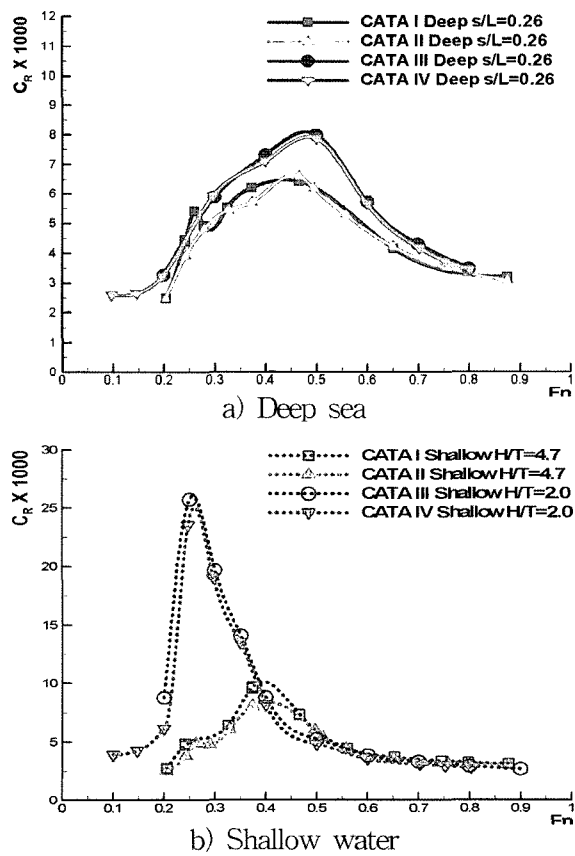 C_R X 1000
12
11
10
9
8
7
6
5
4
3
2
1
0
CATA I Deep s/L=0.26
CATA II Deep s/L=0.26
CATA III Deep s/L=0.26
CATA IV Deep s/L=0.26
0 0.1 0.2 0.3 0.4 0.5 0.6 0.7 0.8 0.9 1
Fn
a) Deep sea
C_R X 1000
30
25
20
15
10
5
0
CATA I Shallow H/T=4.7
CATA II Shallow H/T=4.7
CATA III Shallow H/T=2.0
CATA IV Shallow H/T=2.0
0 0.1 0.2 0.3 0.4 0.5 0.6 0.7 0.8 0.9 1
Fn
b) Shallow water